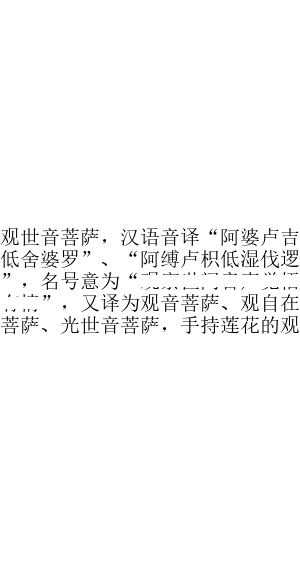 观世音菩萨，汉语音译“阿婆卢吉
低舍婆罗”、“阿缚卢枳低湿伐逻
”，名号意为“
”，又译为观音菩萨、观自在
菩萨、光世音菩萨，手持莲花的观